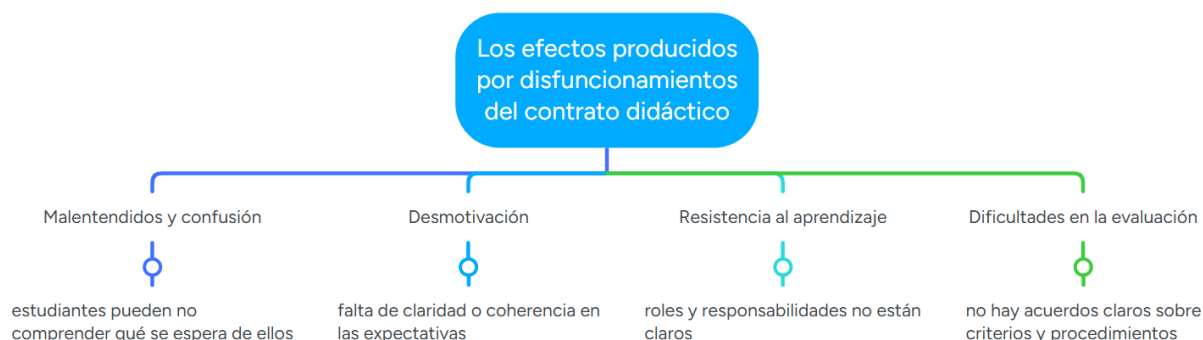 Los efectos producidos
por disfuncionamientos
del contrato didáctico
Malentendidos y confusión
Desmotivación
Resistencia al aprendizaje
Dificultades en la evaluación
estudiantes pueden no
comprender qué se espera de ellos
falta de claridad o coherencia en
las expectativas
roles y responsabilidades no están
claros
no hay acuerdos claros sobre
criterios y procedimientos